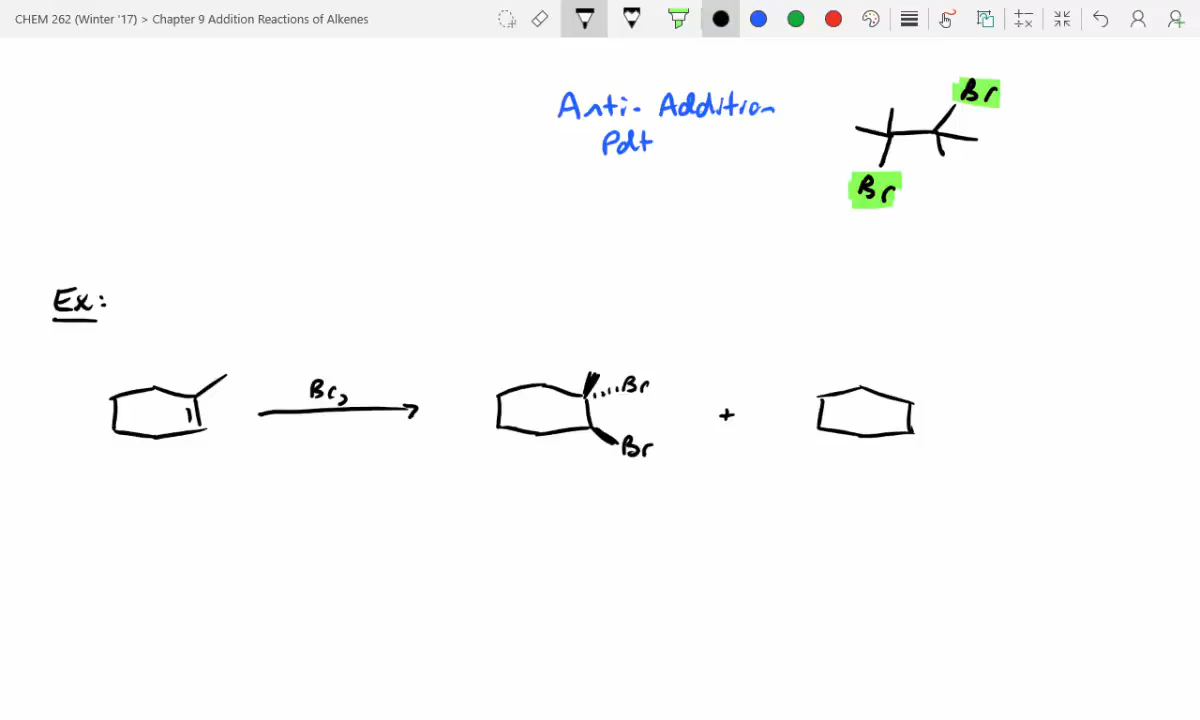 CHEM 262 (Winter '17) > Chapter 9 Addition Reactions of Alkenes
Anti- Addition
Pdt
Br
Br
Ex:
Br2
Br
+
Br